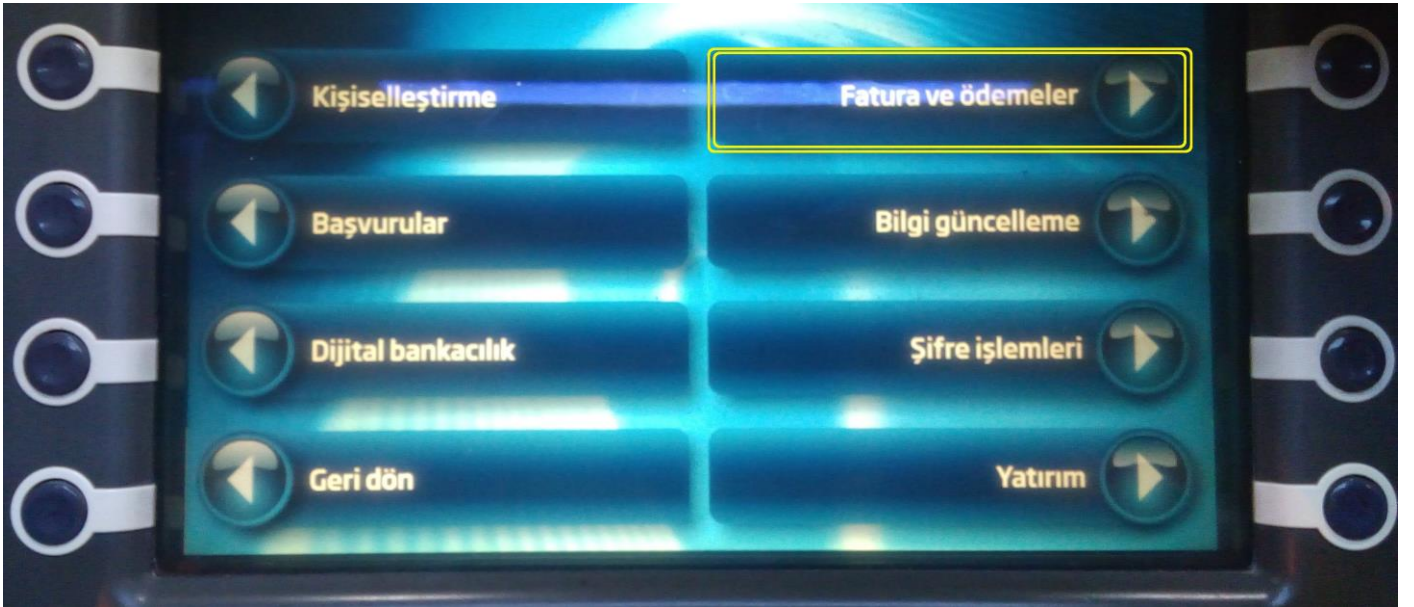 Kişiselleştirme
Fatura ve ödemeler
Başvurular
Bilgi güncelleme
Dijital bankacılık
Şifre işlemleri
Geri dön
Yatırım